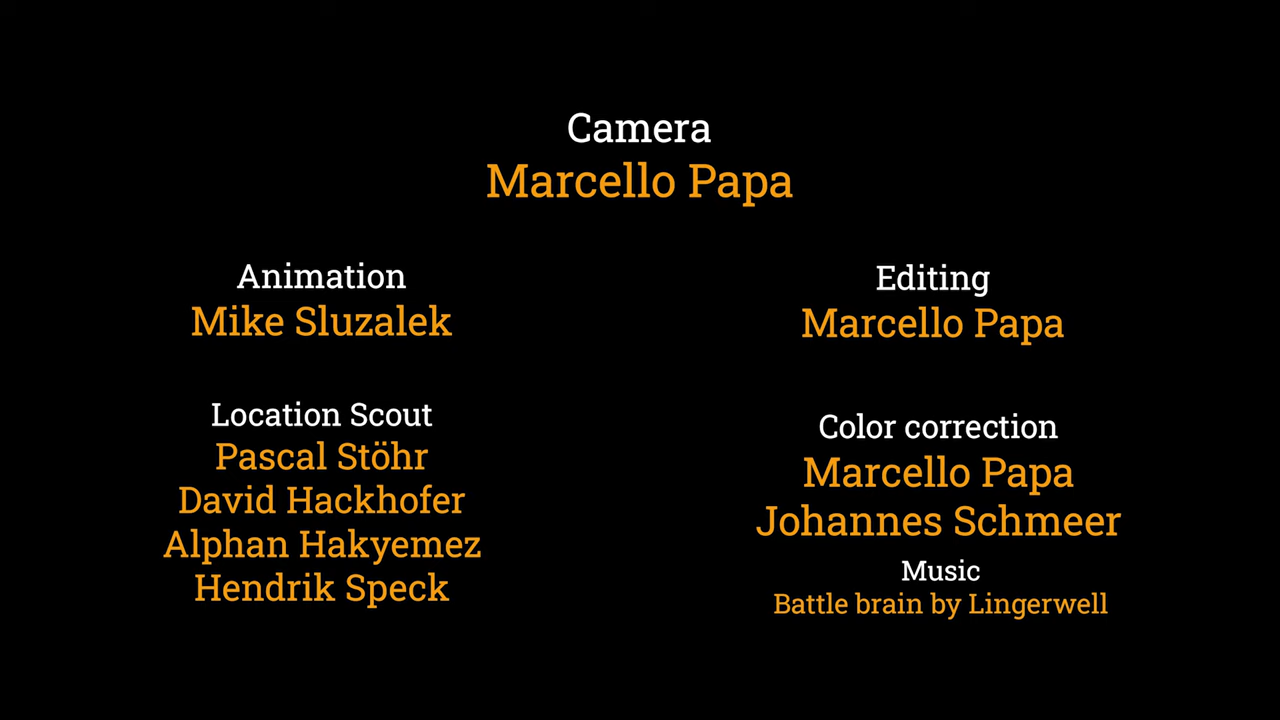 Camera
Marcello Papa
Animation
Mike Sluzalek
Location Scout
Pascal Stöhr
David Hackhofer
Alphan Hakyemez
Hendrik Speck
Editing
Marcello Papa
Color correction
Marcello Papa
Johannes Schmeer
Music
Battle brain by Lingerwell